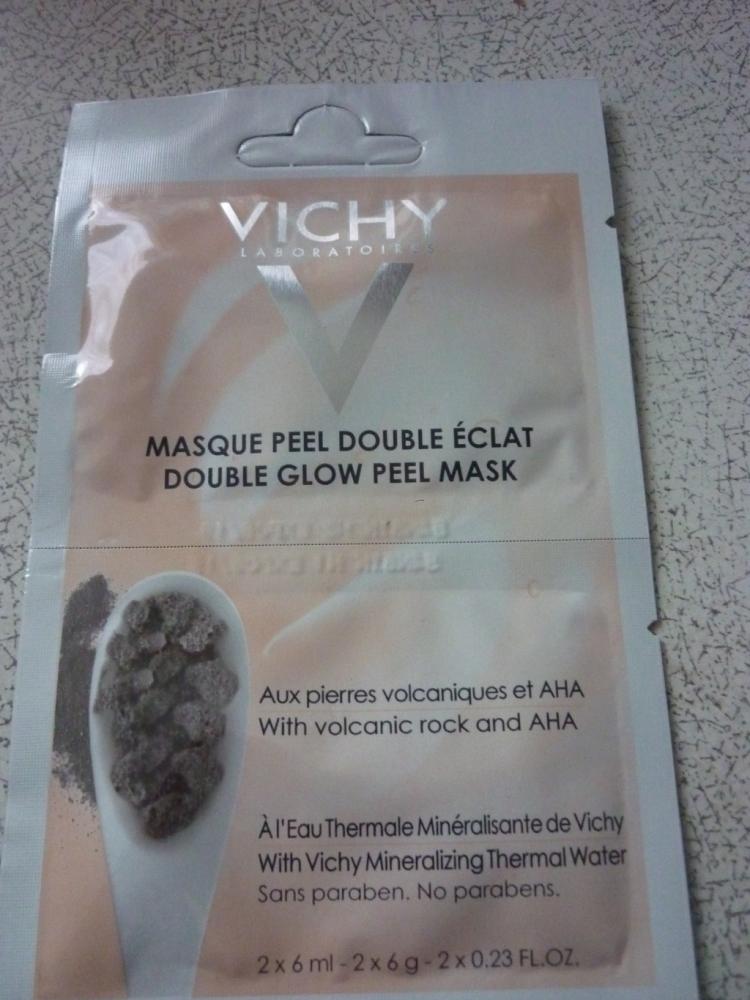 VICHY
LABORATOIRES
MASQUE PEEL DOUBLE ÉCLAT
DOUBLE GLOW PEEL MASK
Aux pierres volcaniques et AHA
With volcanic rock and AHA
À l'Eau Thermale Minéralisante de Vichy
With Vichy Mineralizing Thermal Water
Sans paraben. No parabens.
2 x 6 ml - 2 x 6 g - 2 x 0.23 FL.OZ.